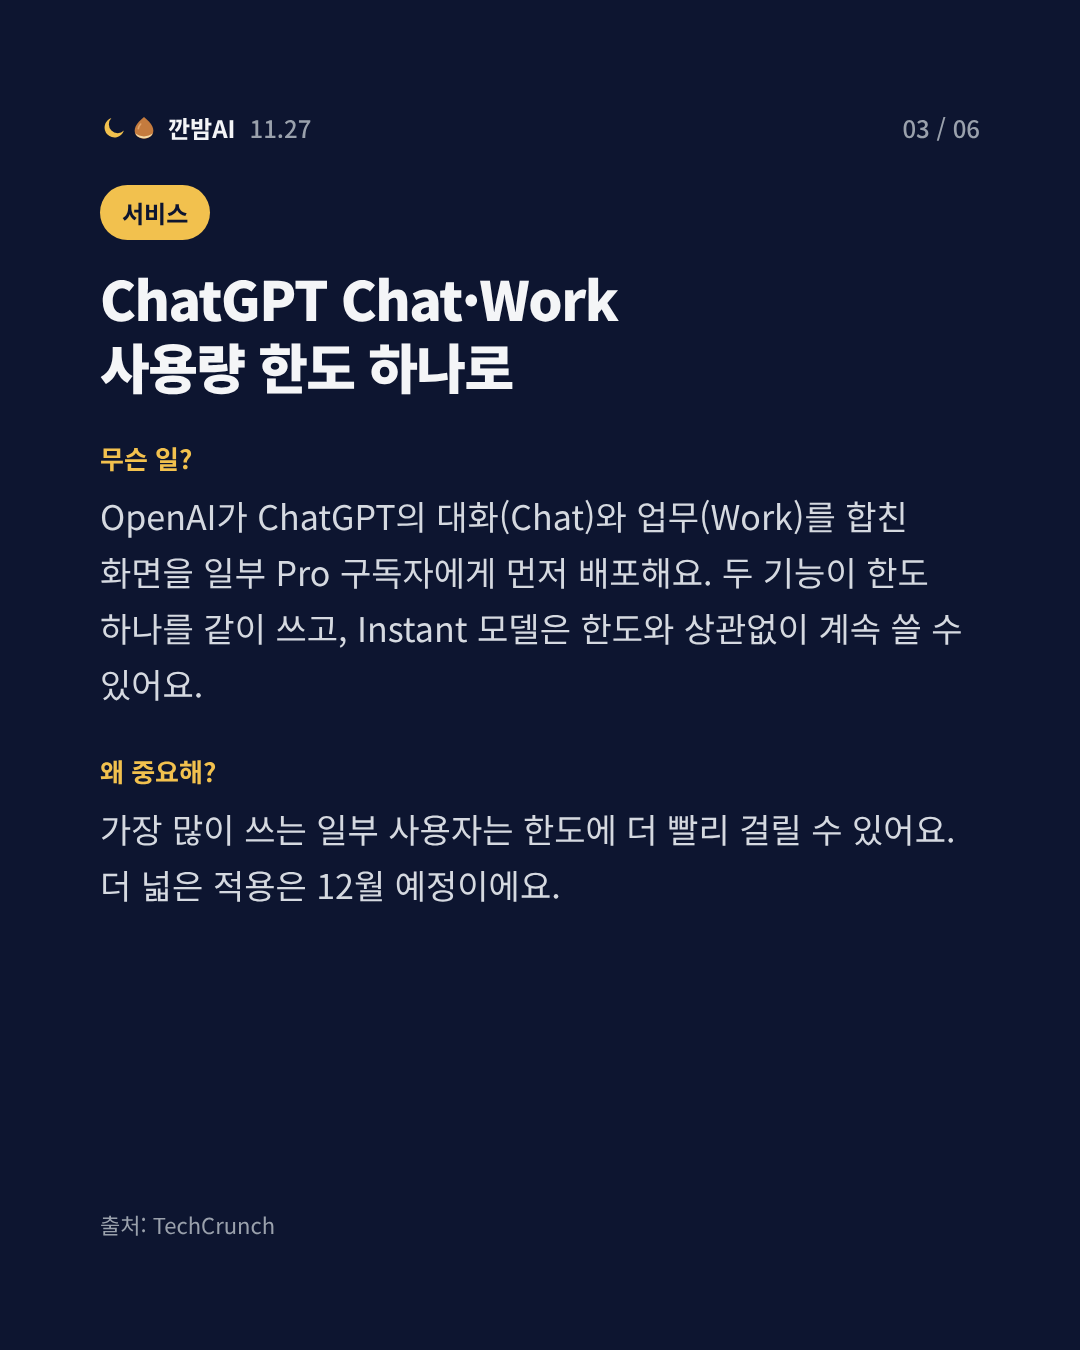 깐밤AI 11.27
03 / 06
서비스
ChatGPT Chat·Work
사용량 한도 하나로
무슨 일?
OpenAI가 ChatGPT의 대화(Chat)와 업무(Work)를 합친
화면을 일부 Pro 구독자에게 먼저 배포해요. 두 기능이 한도
하나를 같이 쓰고, Instant 모델은 한도와 상관없이 계속 쓸 수
있어요.
왜 중요해?
가장 많이 쓰는 일부 사용자는 한도에 더 빨리 걸릴 수 있어요.
더 넓은 적용은 12월 예정이에요.
출처: TechCrunch